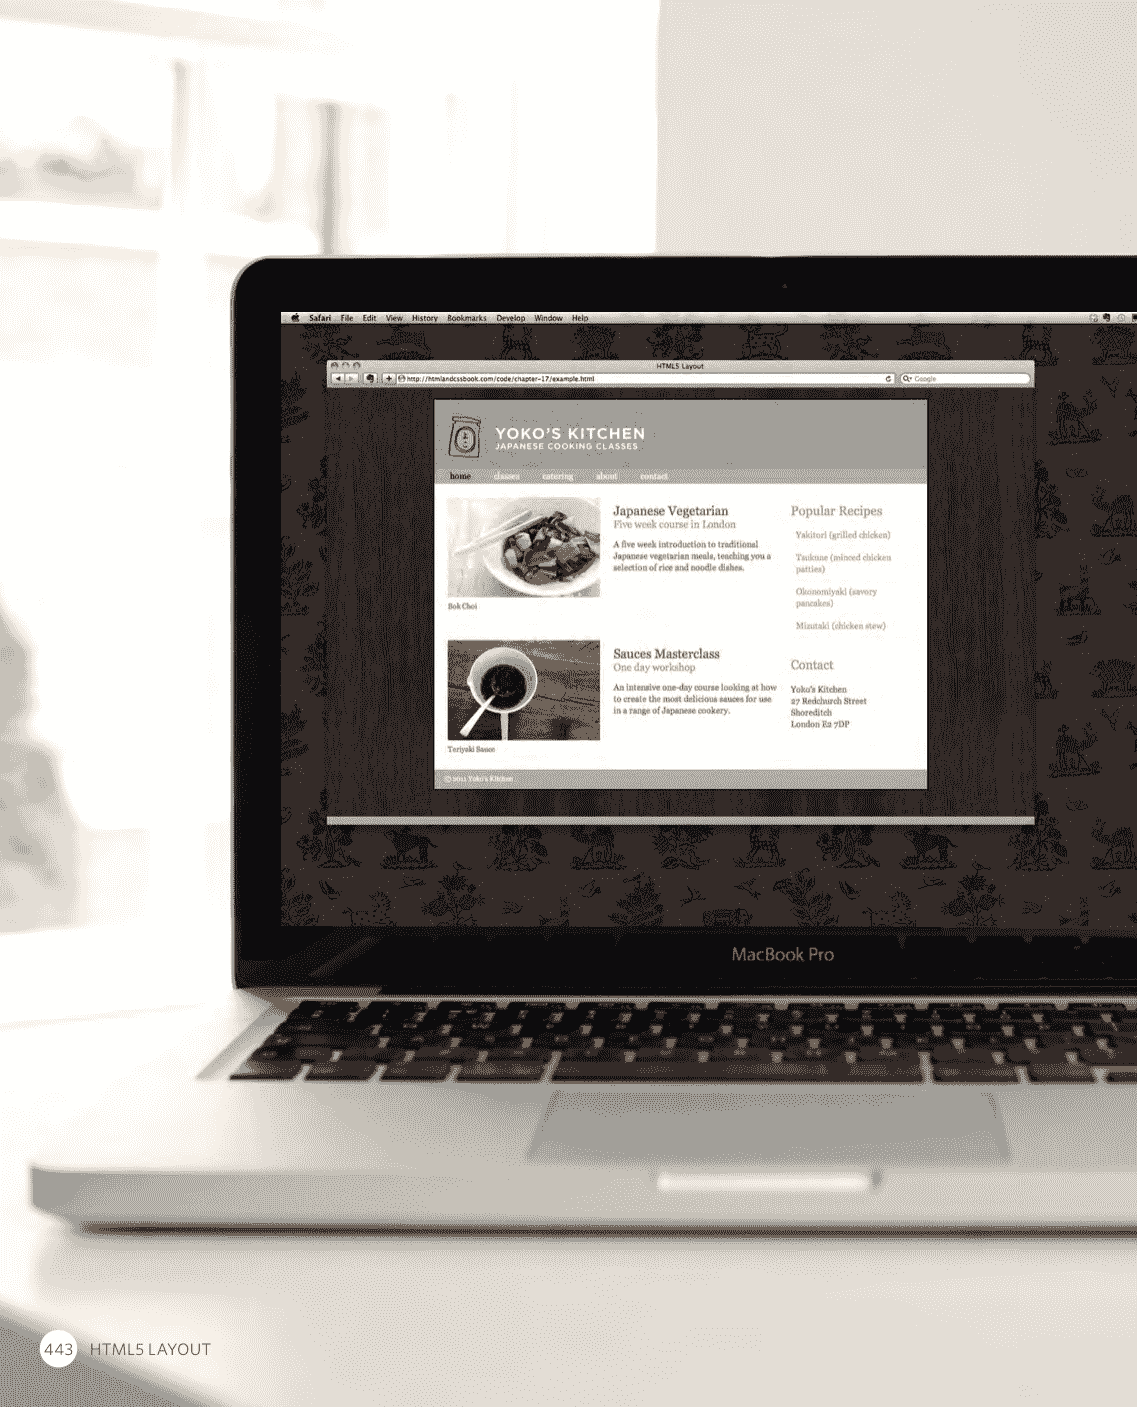 Safari File Edit View History Bookmarks Develop Window Help
HTML5 Layout
http://htmlandcssbook.com/code/chapter-17/example.html
Google
YOKO'S KITCHEN
JAPANESE COOKING CLASSES
home classes catering about contact
Japanese Vegetarian
Five week course in London
A five week introduction to traditional
Japanese vegetarian meals, teaching you a
selection of rice and noodle dishes.
Bok Choi
Sauces Masterclass
One day workshop
An intensive one-day course looking at how
to create the most delicious sauces for use
in a range of Japanese cookery.
Teriyaki Sauce
Popular Recipes
Yakitori (grilled chicken)
Tsukune (minced chicken
patties)
Okonomiyaki (savory
pancakes)
Mizutaki (chicken stew)
Contact
Yoko's Kitchen
27 Redchurch Street
Shoreditch
London E2 7DP
© 2011 Yoko's Kitchen
MacBook Pro
443 HTML5 LAYOUT